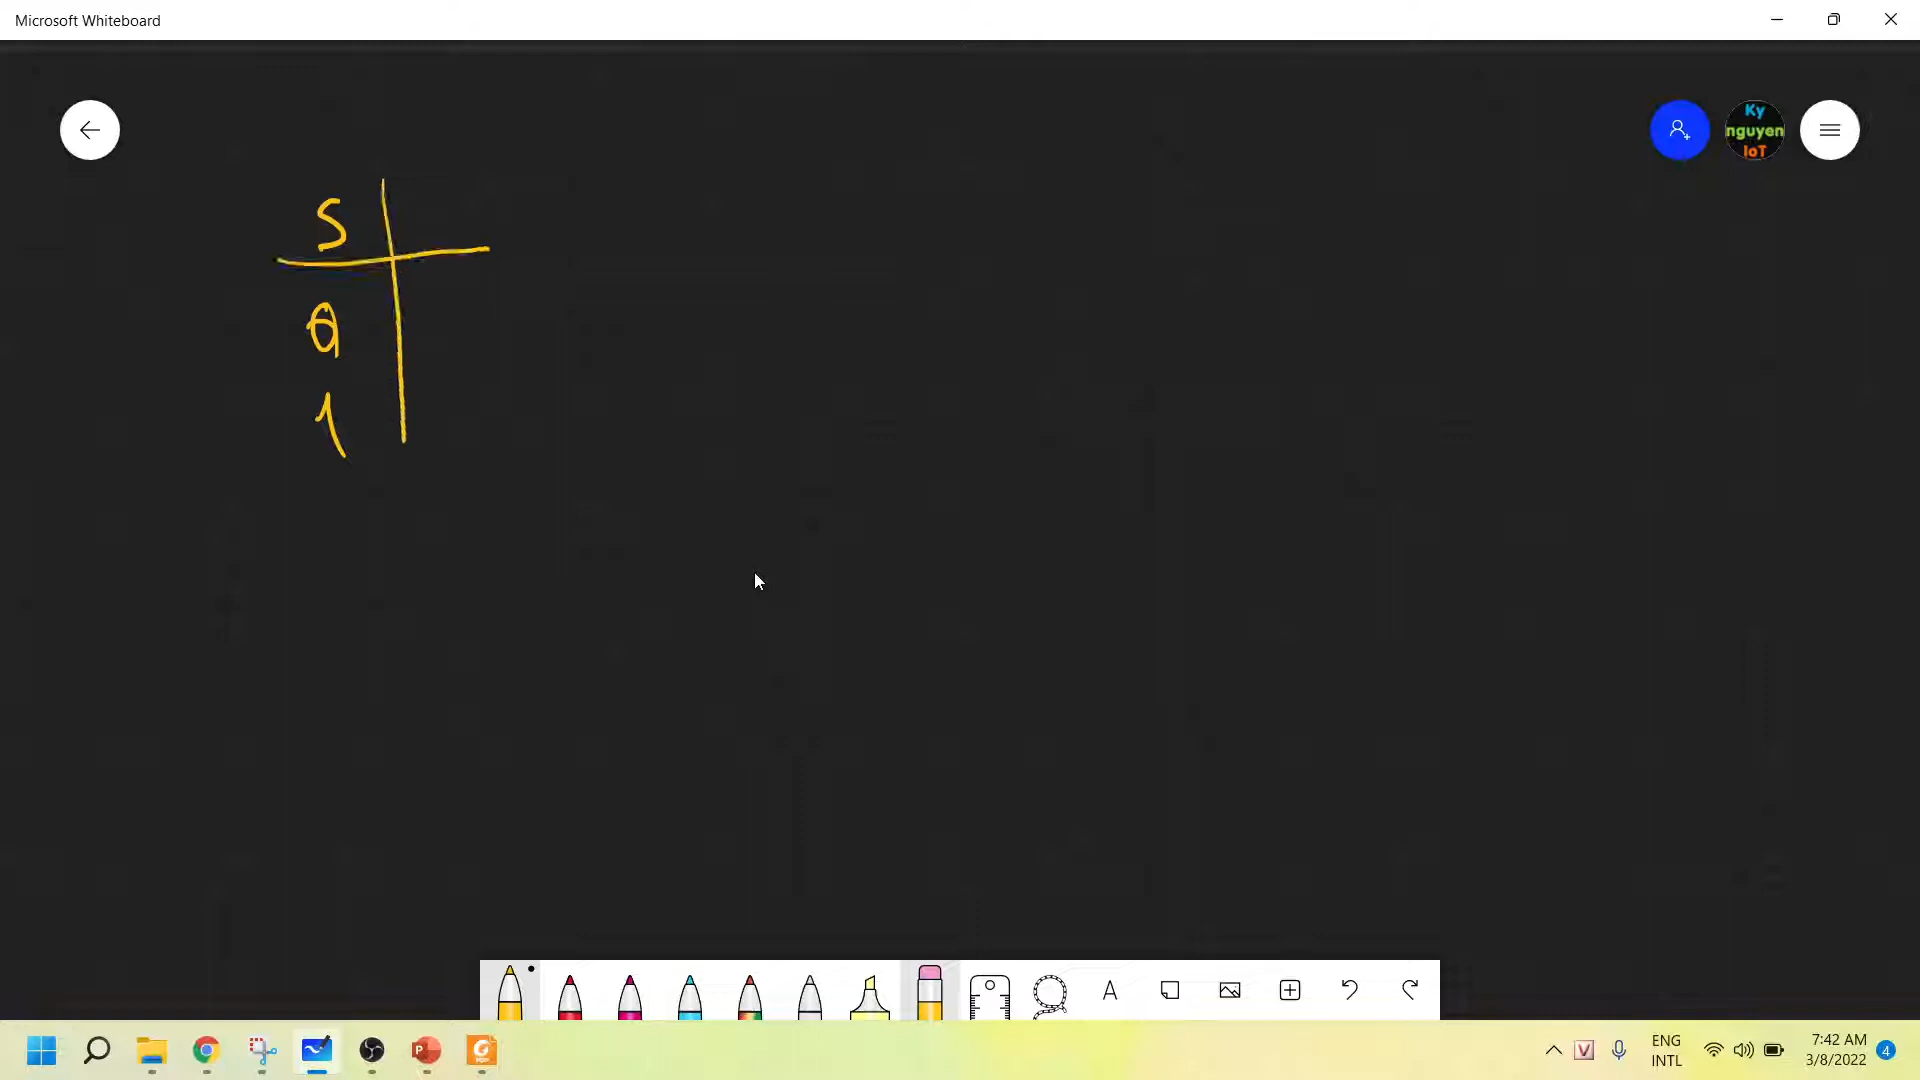 Microsoft Whiteboard
Ky
nguyen
IoT
S
0
1
A
ENG
INTL
7:42 AM
3/8/2022
4